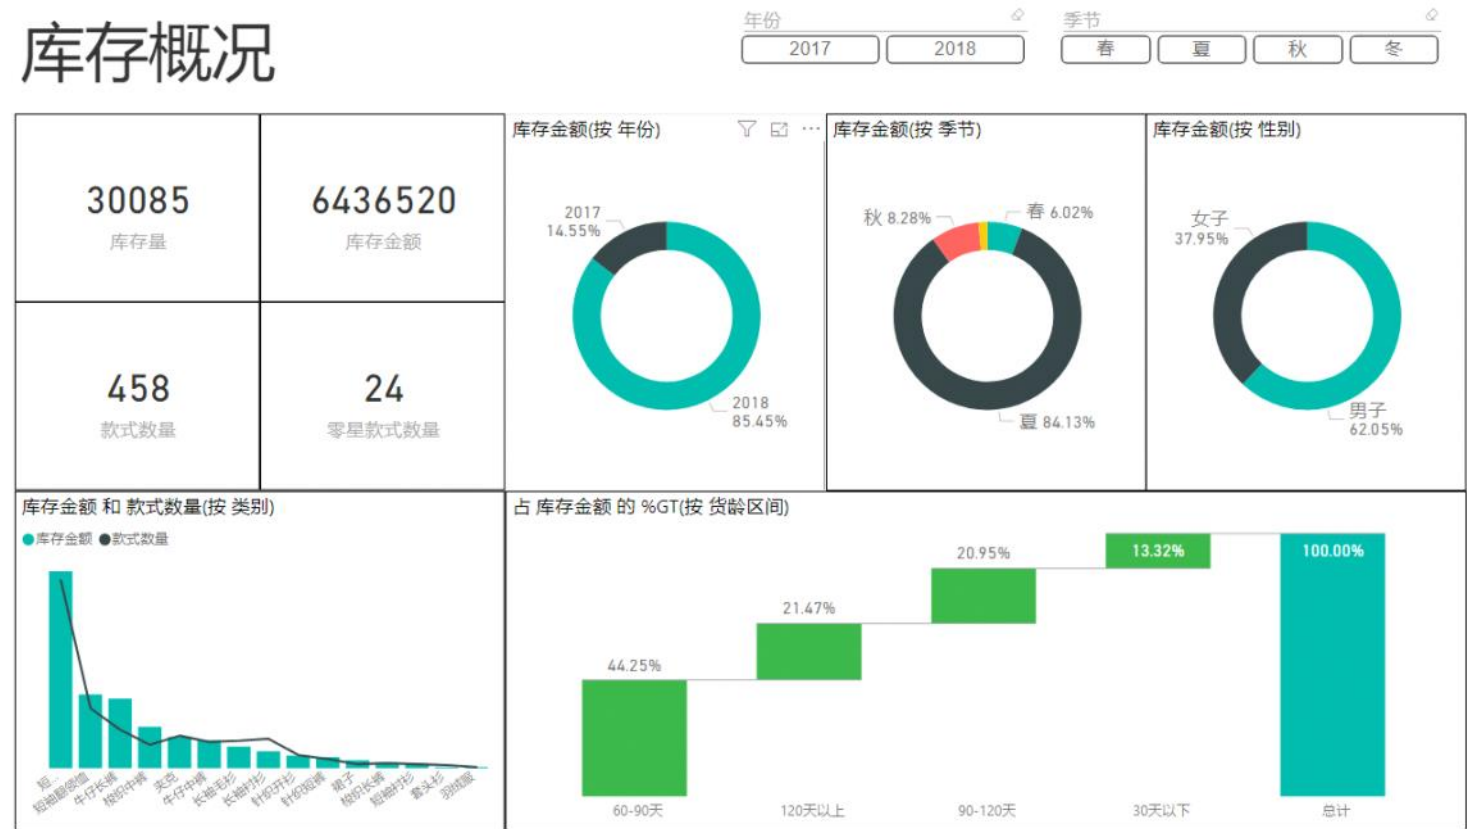 库存概况
年份
2017
2018
季节
春
夏
秋
冬
30085
库存量
6436520
库存金额
458
款式数量
24
零星款式数量
库存金额(按 年份)
2017
14.55%
2018
85.45%
库存金额(按 季节)
秋 8.28%
春 6.02%
夏 84.13%
库存金额(按 性别)
女子
37.95%
男子
62.05%
库存金额 和 款式数量(按 类别)
库存金额 款式数量
短...
短袖翻领恤
牛仔长裤
梭织中裤
夹克
牛仔中裤
长袖毛衫
长袖衬衫
针织开衫
针织短裤
裙子
梭织长裤
短袖衬衫
套头衫
羽绒服
占 库存金额 的 %GT(按 货龄区间)
44.25%
21.47%
20.95%
13.32%
100.00%
60-90天
120天以上
90-120天
30天以下
总计